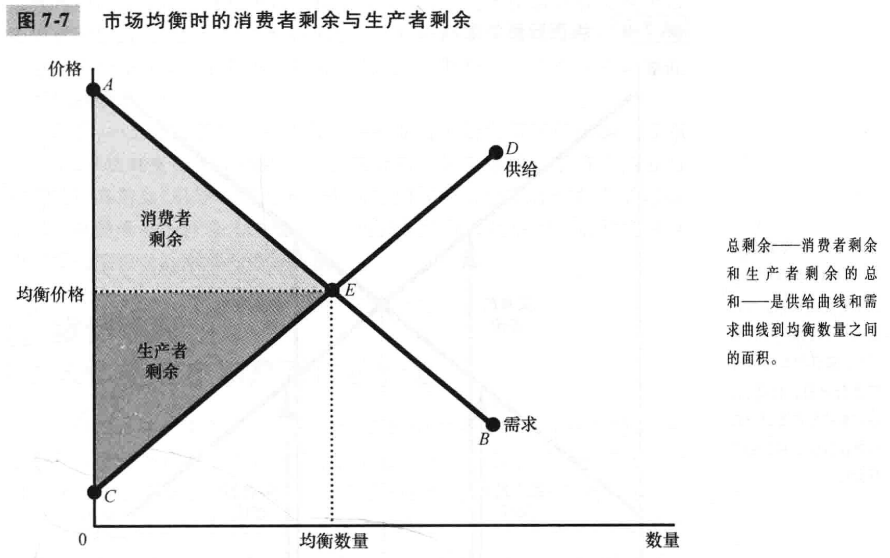 图 7-7 市场均衡时的消费者剩余与生产者剩余
价格
A
D
供给
消费者
剩余
总剩余——消费者剩余
和生产者剩余的总
和——是供给曲线和需
求曲线到均衡数量之间
的面积。
均衡价格
E
生产者
剩余
需求
B
C
0
均衡数量
数量